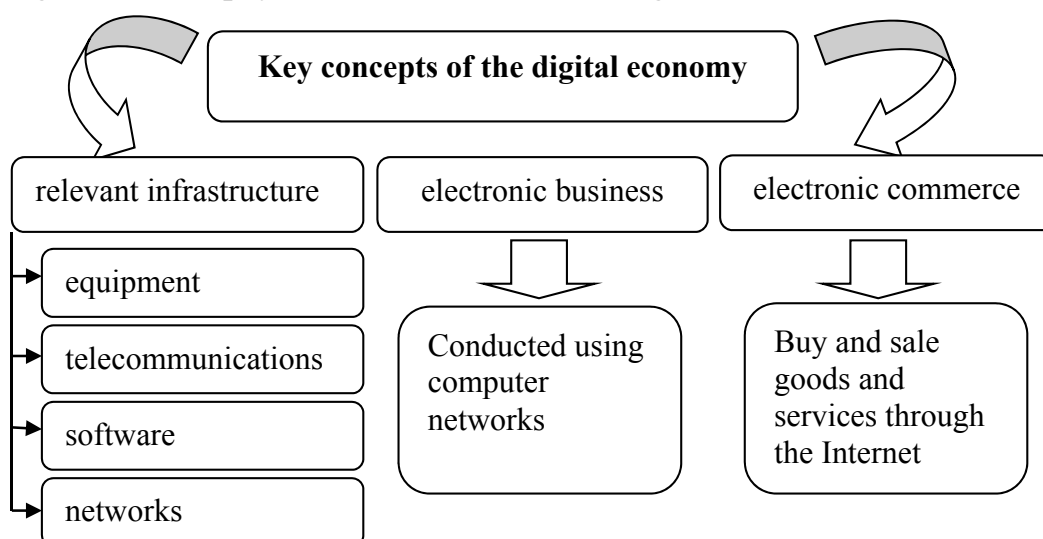 Key concepts of the digital economy
relevant infrastructure
equipment
telecommunications
software
networks
electronic business
Conducted using
computer
networks
electronic commerce
Buy and sale
goods and
services through
the Internet